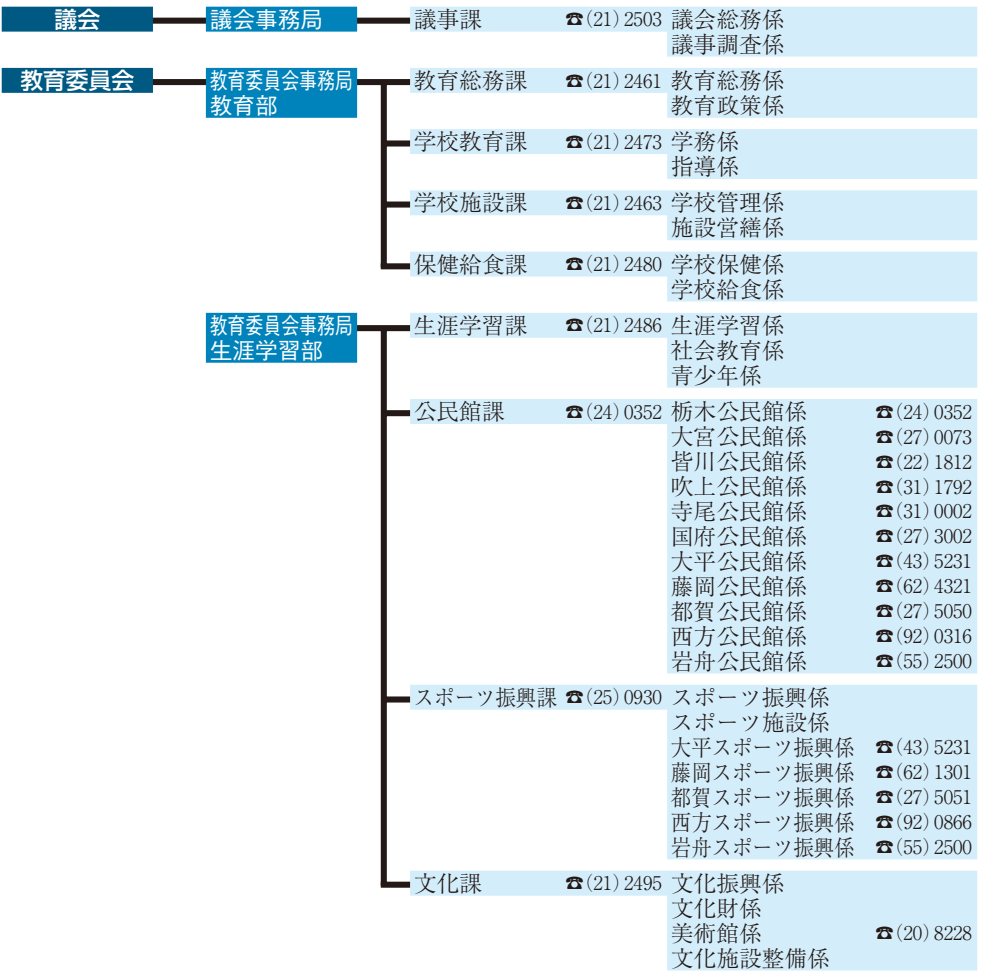 議会 議会事務局 議事課 ☎(21)2503 議会総務係
議事調査係
教育委員会 教育委員会事務局 教育総務課 ☎(21)2461 教育総務係
教育部 教育政策係
学校教育課 ☎(21)2473 学務係
指導係
学校施設課 ☎(21)2463 学校管理係
施設営繕係
保健給食課 ☎(21)2480 学校保健係
学校給食係
教育委員会事務局 生涯学習課 ☎(21)2486 生涯学習係
生涯学習部 社会教育係
青少年係
公民館課 ☎(24)0352 栃木公民館係 ☎(24)0352
大宮公民館係 ☎(27)0073
皆川公民館係 ☎(22)1812
吹上公民館係 ☎(31)1792
寺尾公民館係 ☎(31)0002
国府公民館係 ☎(27)3002
大平公民館係 ☎(43)5231
藤岡公民館係 ☎(62)4321
都賀公民館係 ☎(27)5050
西方公民館係 ☎(92)0316
岩舟公民館係 ☎(55)2500
スポーツ振興課 ☎(25)0930 スポーツ振興係
スポーツ施設係
大平スポーツ振興係 ☎(43)5231
藤岡スポーツ振興係 ☎(62)1301
都賀スポーツ振興係 ☎(27)5051
西方スポーツ振興係 ☎(92)0866
岩舟スポーツ振興係 ☎(55)2500
文化課 ☎(21)2495 文化振興係
文化財係
美術館係 ☎(20)8228
文化施設整備係